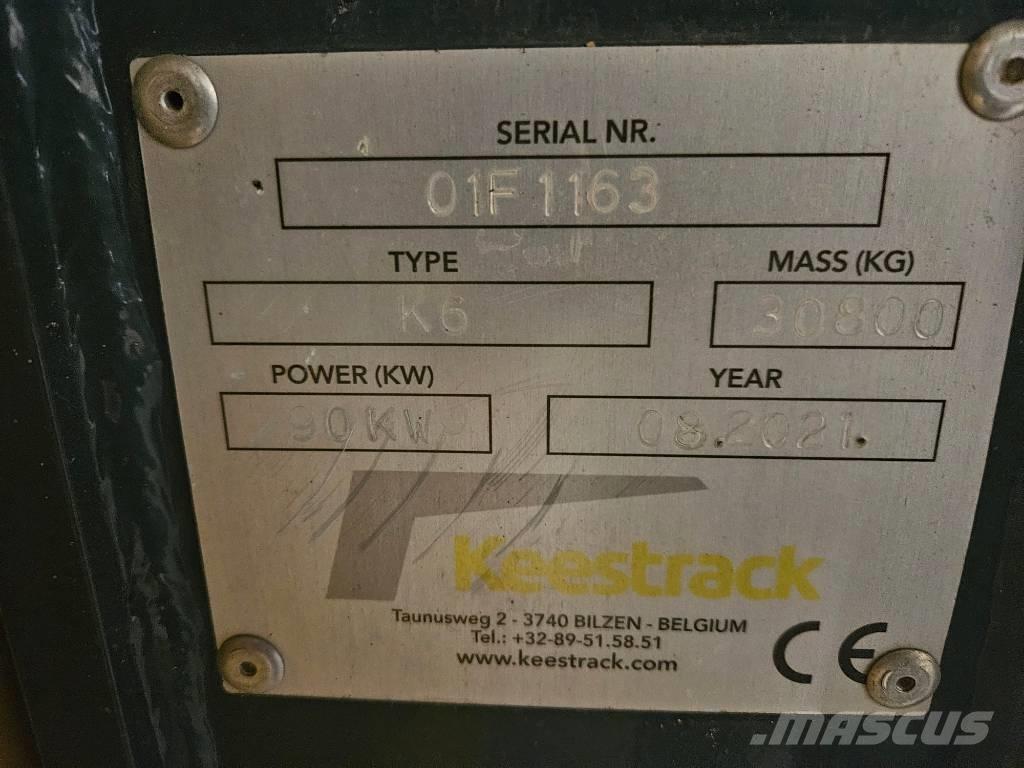 SERIAL NR.
01F1163
TYPE
MASS (KG)
K6
30800
POWER (KW)
YEAR
90KW
08.2021.
Keestrack
Taunusweg 2 - 3740 BILZEN - BELGIUM
Tel.: +32-89-51.58.51
www.keestrack.com
CE
MASCUS